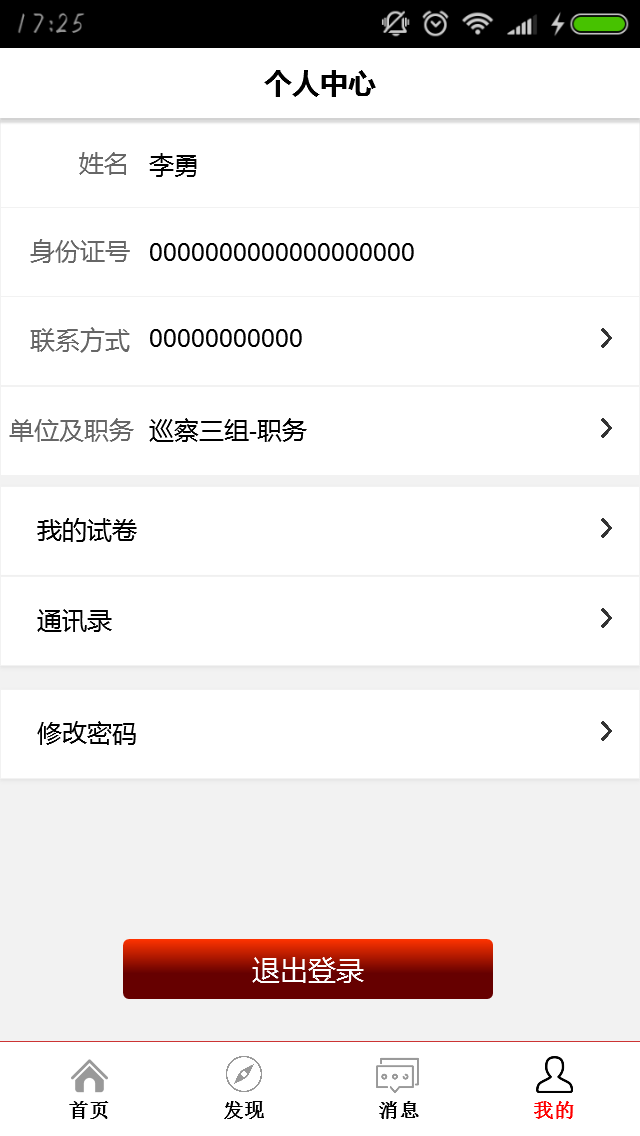 17:25
个人中心
姓名 李勇
身份证号 0000000000000000000
联系方式 00000000000
单位及职务 巡察三组-职务
我的试卷
通讯录
修改密码
退出登录
首页 发现 消息 我的